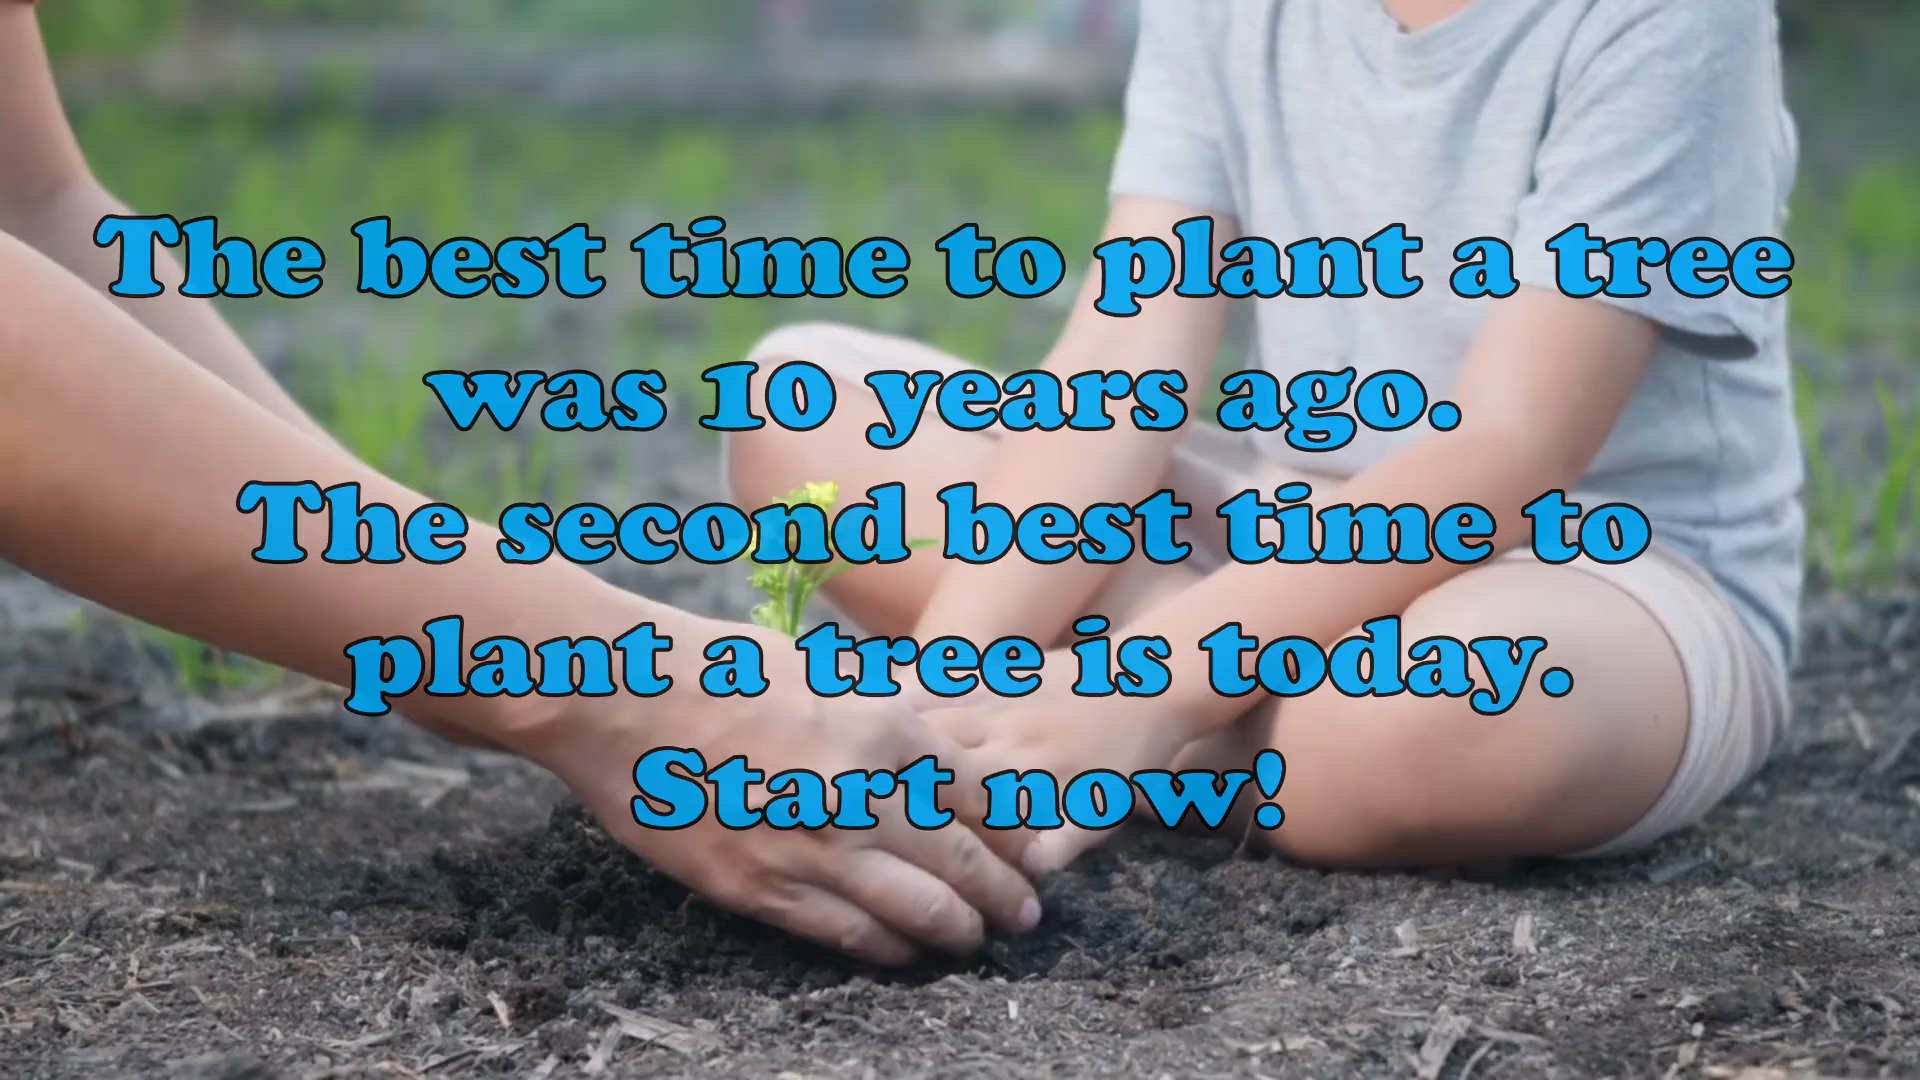 The best time to plant a tree
was 10 years ago.
The second best time to
plant a tree is today.
Start now!